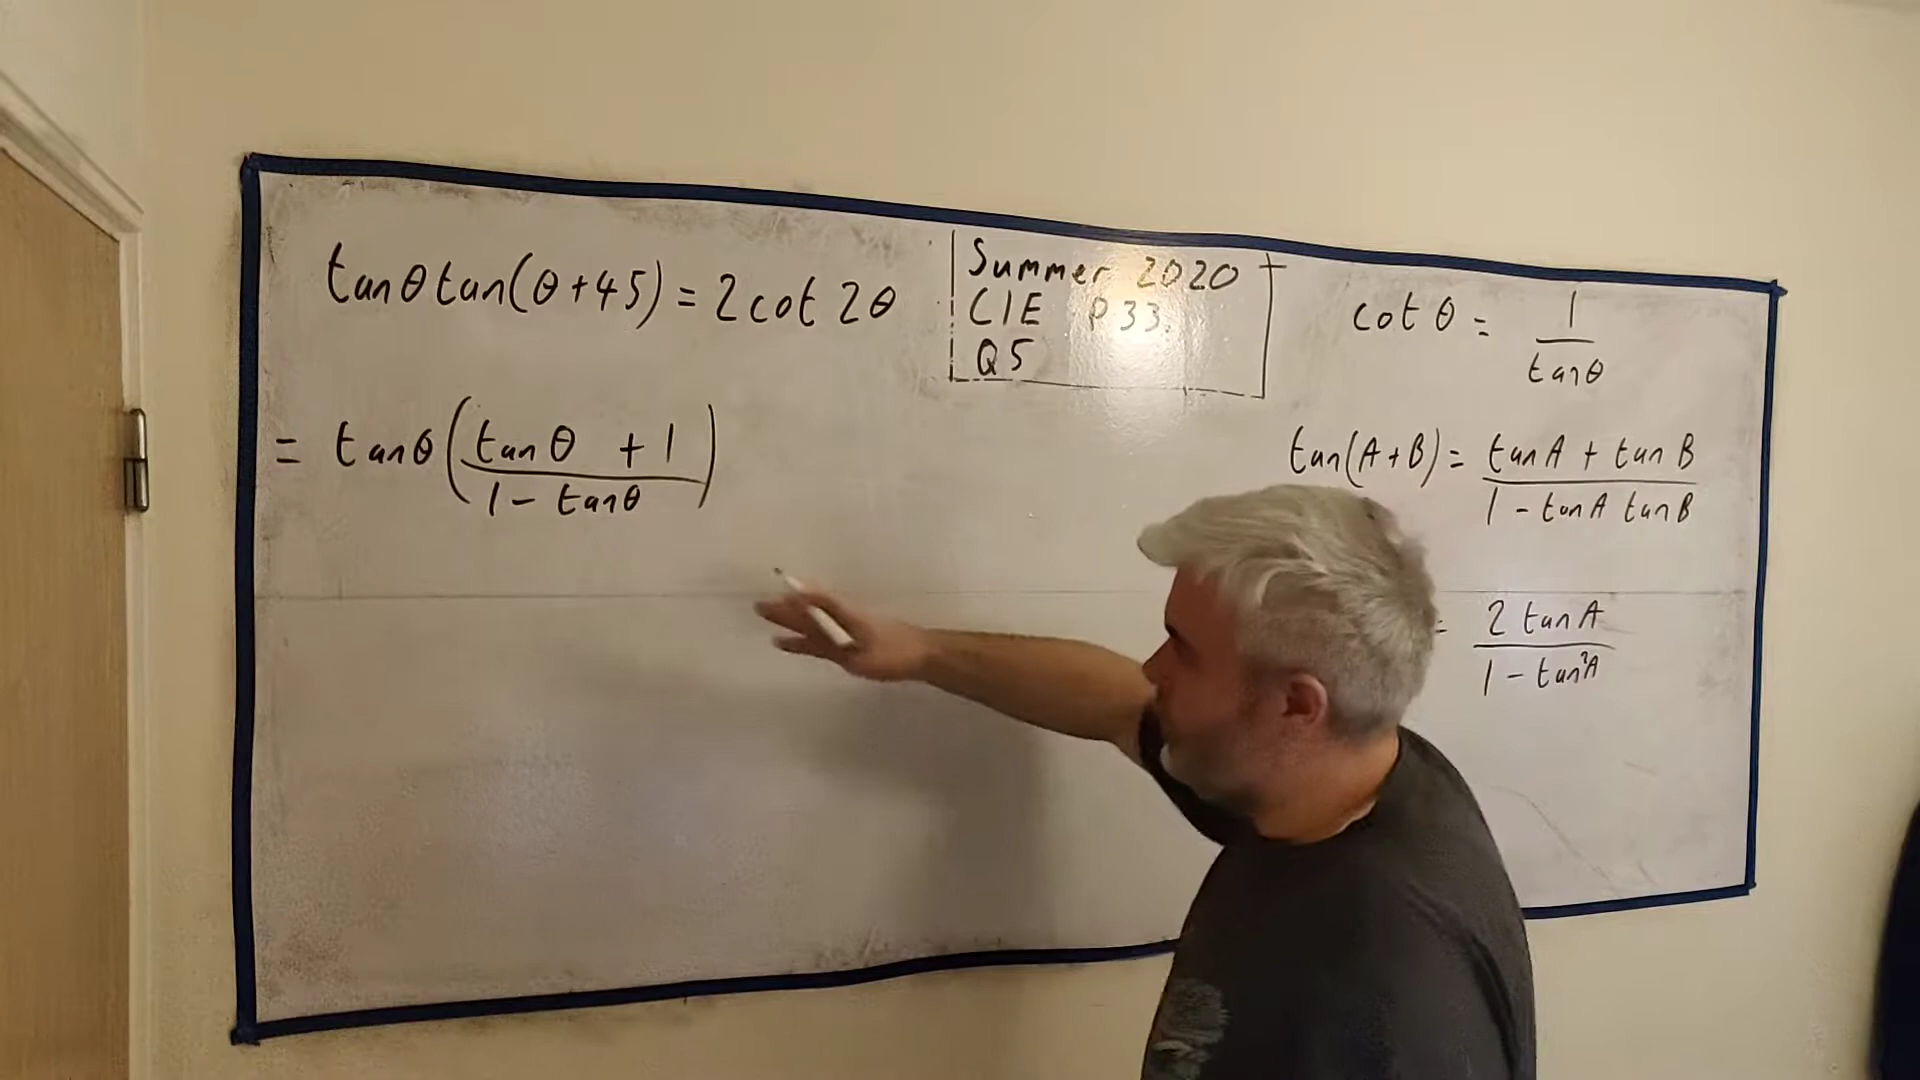 tanθ tan(θ+45) = 2 cot 2θ
= tanθ (tanθ + 1 / 1 - tanθ)
Summer 2020
CIE P33.
Q5
cot θ = 1 / tanθ
tan(A+B) = tanA + tanB / 1 - tanA tanB
= 2 tanA / 1 - tan²A